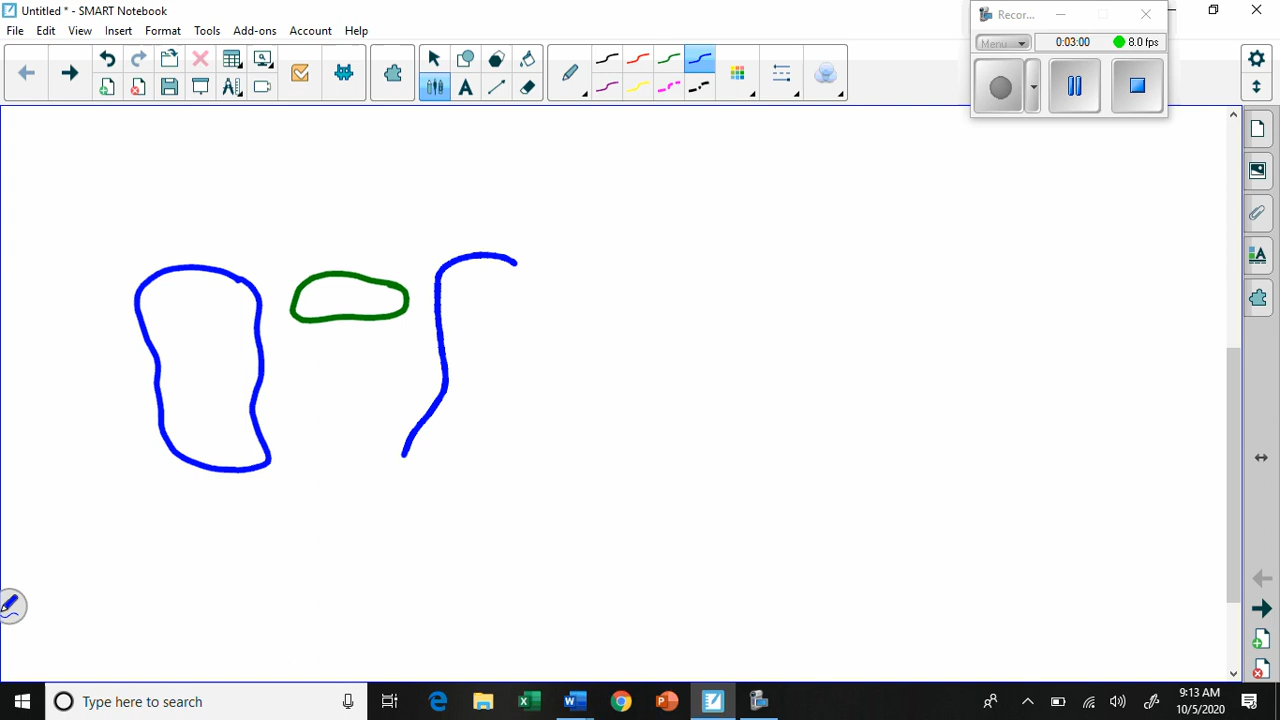 Untitled * - SMART Notebook
File Edit View Insert Format Tools Add-ons Account Help
Recor...
Menu 0:03:00 8.0 fps
A
A
Type here to search
9:13 AM
10/5/2020